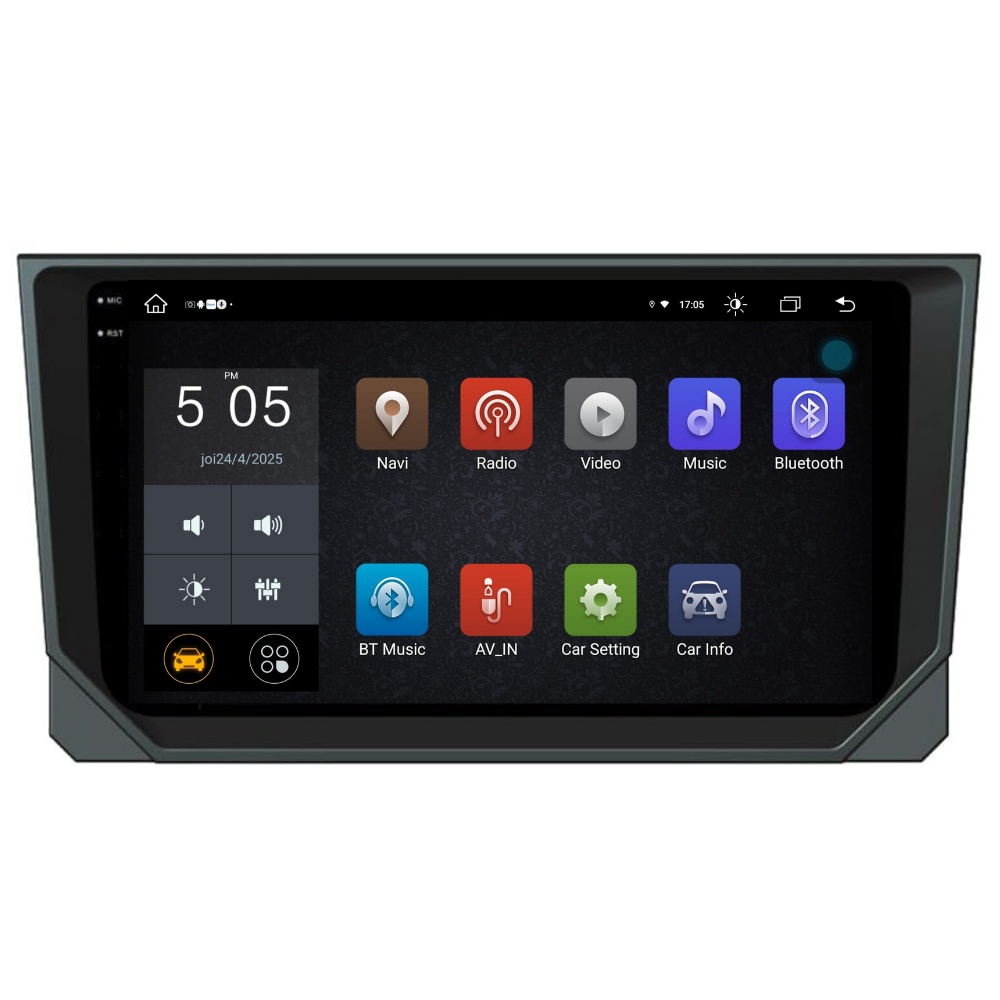 MIC
17:05
RST
PM
5 05
joi24/4/2025
Navi
Radio
Video
Music
Bluetooth
BT Music
AV_IN
Car Setting
Car Info